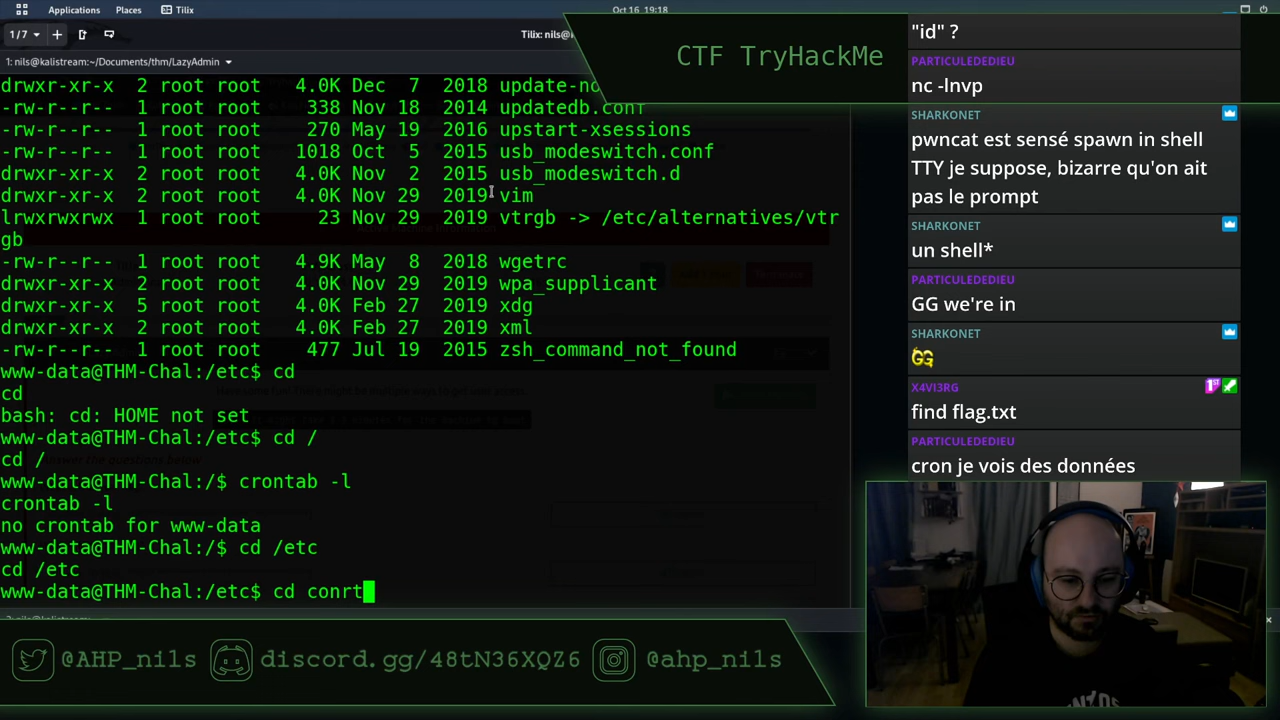 Applications Places Tilix Oct 16 19:18
1/7 Tilix: nils@
1: nils@kalistream:~/Documents/thm/LazyAdmin
drwxr-xr-x 2 root root 4.0K Dec 7 2018 update-no
-rw-r--r-- 1 root root 338 Nov 18 2014 updatedb.conf
-rw-r--r-- 1 root root 270 May 19 2016 upstart-xsessions
-rw-r--r-- 1 root root 1018 Oct 5 2015 usb_modeswitch.conf
drwxr-xr-x 2 root root 4.0K Nov 2 2015 usb_modeswitch.d
drwxr-xr-x 2 root root 4.0K Nov 29 2019 vim
lrwxrwxrwx 1 root root 23 Nov 29 2019 vtrgb -> /etc/alternatives/vtr
gb
-rw-r--r-- 1 root root 4.9K May 8 2018 wgetrc
drwxr-xr-x 2 root root 4.0K Nov 29 2019 wpa_supplicant
drwxr-xr-x 5 root root 4.0K Feb 27 2019 xdg
drwxr-xr-x 2 root root 4.0K Feb 27 2019 xml
-rw-r--r-- 1 root root 477 Jul 19 2015 zsh_command_not_found
www-data@THM-Chal:/etc$ cd
cd
bash: cd: HOME not set
www-data@THM-Chal:/etc$ cd /
cd /
www-data@THM-Chal:/$ crontab -l
crontab -l
no crontab for www-data
www-data@THM-Chal:/$ cd /etc
cd /etc
www-data@THM-Chal:/etc$ cd conrt
CTF TryHackMe
"id" ?
PARTICULEDEDIEU
nc -lnvp
SHARKONET
pwncat est sensé spawn in shell
TTY je suppose, bizarre qu'on ait
pas le prompt
SHARKONET
un shell*
PARTICULEDEDIEU
GG we're in
SHARKONET
GG
X4VI3RG
find flag.txt
PARTICULEDEDIEU
cron je vois des données
@AHP_nils discord.gg/48tN36XQZ6 @ahp_nils